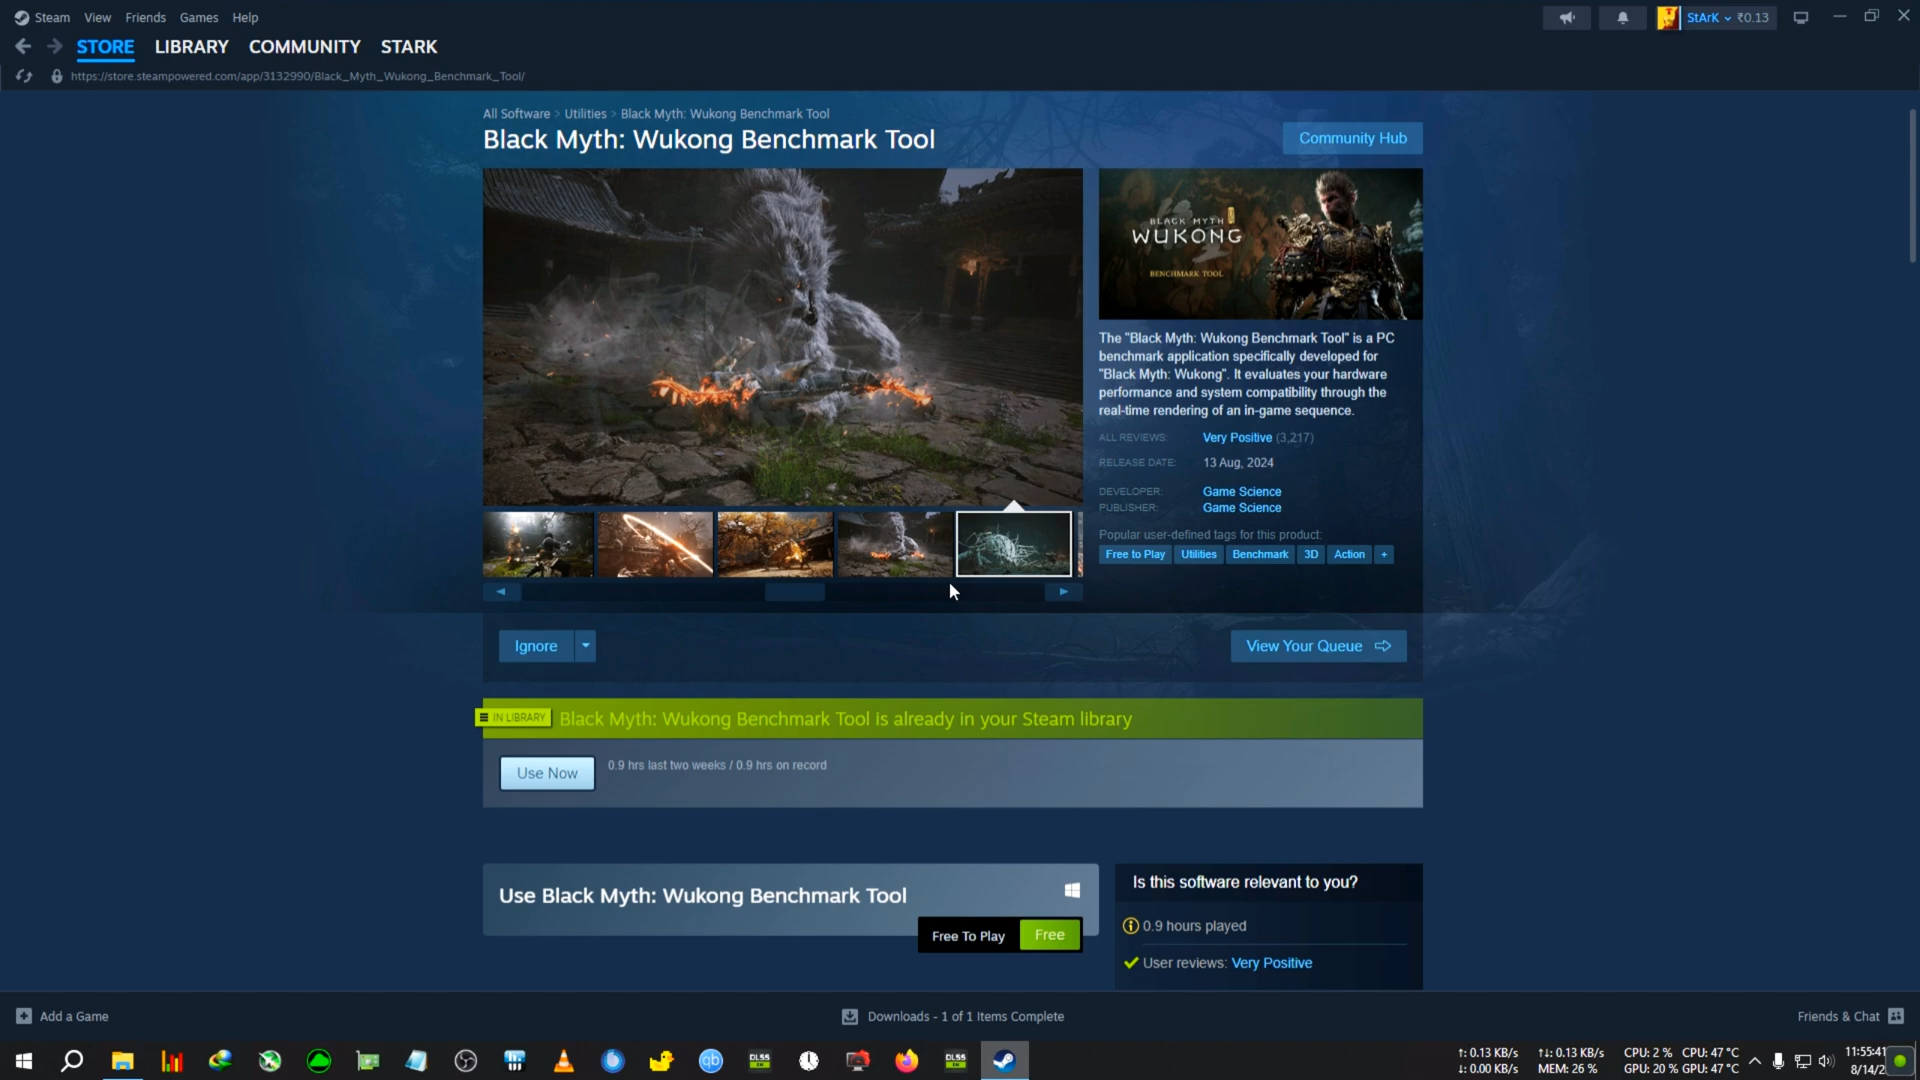 Steam View Friends Games Help
StArK ₹0.13
STORE LIBRARY COMMUNITY STARK
https://store.steampowered.com/app/3132990/Black_Myth_Wukong_Benchmark_Tool/
All Software > Utilities > Black Myth: Wukong Benchmark Tool
Black Myth: Wukong Benchmark Tool
Community Hub
BLACK MYTH
WUKONG
BENCHMARK TOOL
The "Black Myth: Wukong Benchmark Tool" is a PC
benchmark application specifically developed for
"Black Myth: Wukong". It evaluates your hardware
performance and system compatibility through the
real-time rendering of an in-game sequence.
ALL REVIEWS: Very Positive (3,217)
RELEASE DATE: 13 Aug, 2024
DEVELOPER: Game Science
PUBLISHER: Game Science
Popular user-defined tags for this product:
Free to Play Utilities Benchmark 3D Action +
Ignore
View Your Queue
IN LIBRARY Black Myth: Wukong Benchmark Tool is already in your Steam library
Use Now 0.9 hrs last two weeks / 0.9 hrs on record
Use Black Myth: Wukong Benchmark Tool
Free To Play Free
Is this software relevant to you?
0.9 hours played
User reviews: Very Positive
Add a Game
Downloads - 1 of 1 Items Complete
Friends & Chat
DLSS
qb
DLSS
↑: 0.13 KB/s ↑↓: 0.13 KB/s CPU: 2 % CPU: 47 °C
↓: 0.00 KB/s MEM: 26 % GPU: 20 % GPU: 47 °C
11:55:41
8/14/2